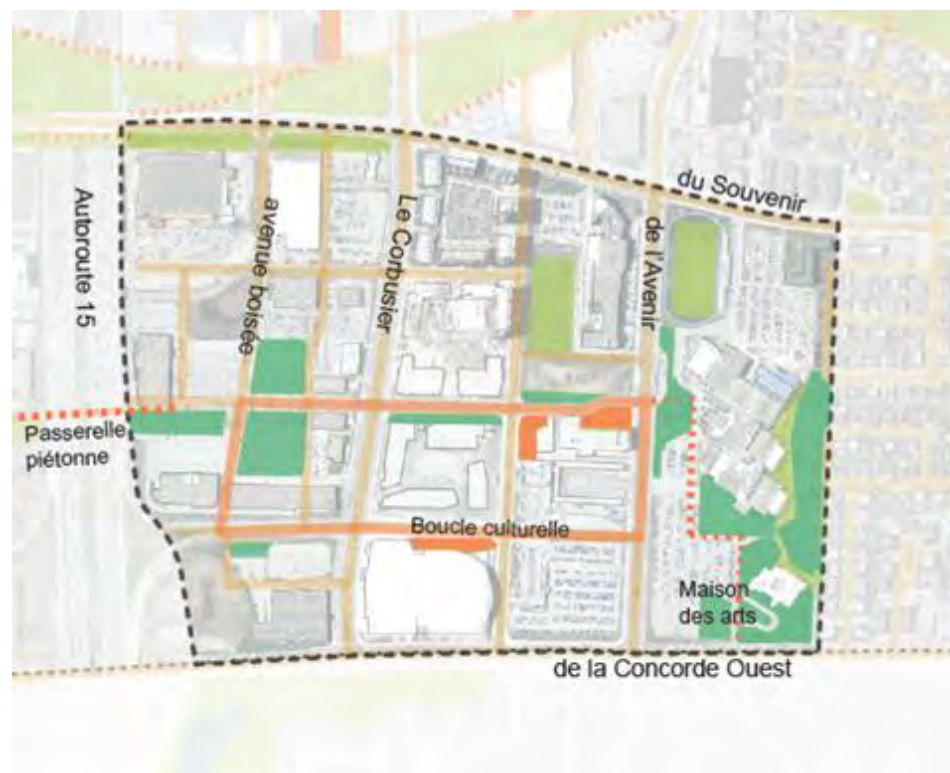 du Souvenir
Autoroute 15
avenue boisée
Le Corbusier
de l'Avenir
Passerelle
piétonne
Boucle culturelle
Maison
des arts
de la Concorde Ouest